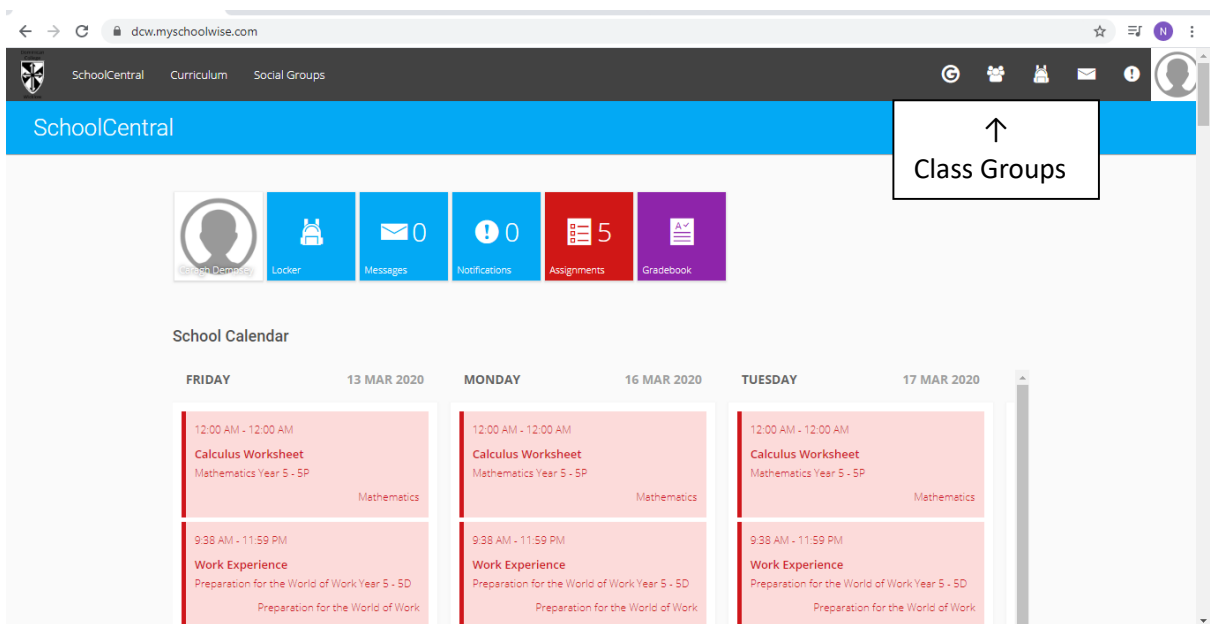 dcw.myschoolwise.com
N
SchoolCentral Curriculum Social Groups
G
SchoolCentral
↑
Class Groups
Locker
0
Messages
0
Notifications
5
Assignments
Gradebook
School Calendar
FRIDAY 13 MAR 2020
MONDAY 16 MAR 2020
TUESDAY 17 MAR 2020
12:00 AM - 12:00 AM
Calculus Worksheet
Mathematics Year 5 - 5P
Mathematics
9:38 AM - 11:59 PM
Work Experience
Preparation for the World of Work Year 5 - 5D
Preparation for the World of Work
12:00 AM - 12:00 AM
Calculus Worksheet
Mathematics Year 5 - 5P
Mathematics
9:38 AM - 11:59 PM
Work Experience
Preparation for the World of Work Year 5 - 5D
Preparation for the World of Work
12:00 AM - 12:00 AM
Calculus Worksheet
Mathematics Year 5 - 5P
Mathematics
9:38 AM - 11:59 PM
Work Experience
Preparation for the World of Work Year 5 - 5D
Preparation for the World of Work